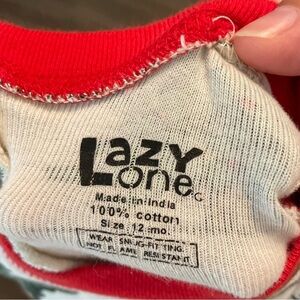 Lazy
one®
Made in India
100% cotton
Size 12 mo.
WEAR SNUG-FITTING
NOT FLAME RESISTANT